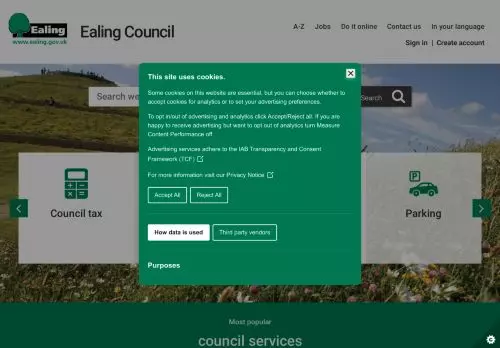 Ealing
www.ealing.gov.uk
Ealing Council
A-Z Jobs Do it online Contact us In your language
Sign in | Create account
This site uses cookies.
Some cookies on this website are essential, but you can choose whether to
accept cookies for analytics or to set your advertising preferences.
To opt in/out of advertising and analytics click Accept/Reject all. If you are
happy to receive advertising but want to opt out of analytics turn Measure
Content Performance off
Advertising services adhere to the IAB Transparency and Consent
Framework (TCF)
For more information visit our Privacy Notice
Accept All Reject All
How data is used Third party vendors
Purposes
Search
Council tax
P
Parking
Most popular
council services